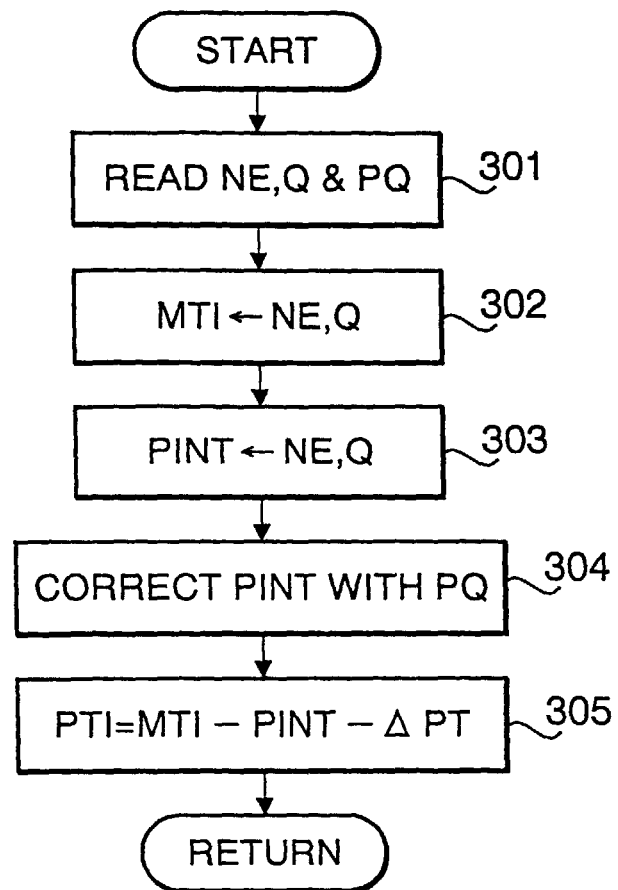 START
READ NE,Q & PQ
301
MTI ← NE,Q
302
PINT ← NE,Q
303
CORRECT PINT WITH PQ
304
PTI=MTI − PINT − Δ PT
305
RETURN